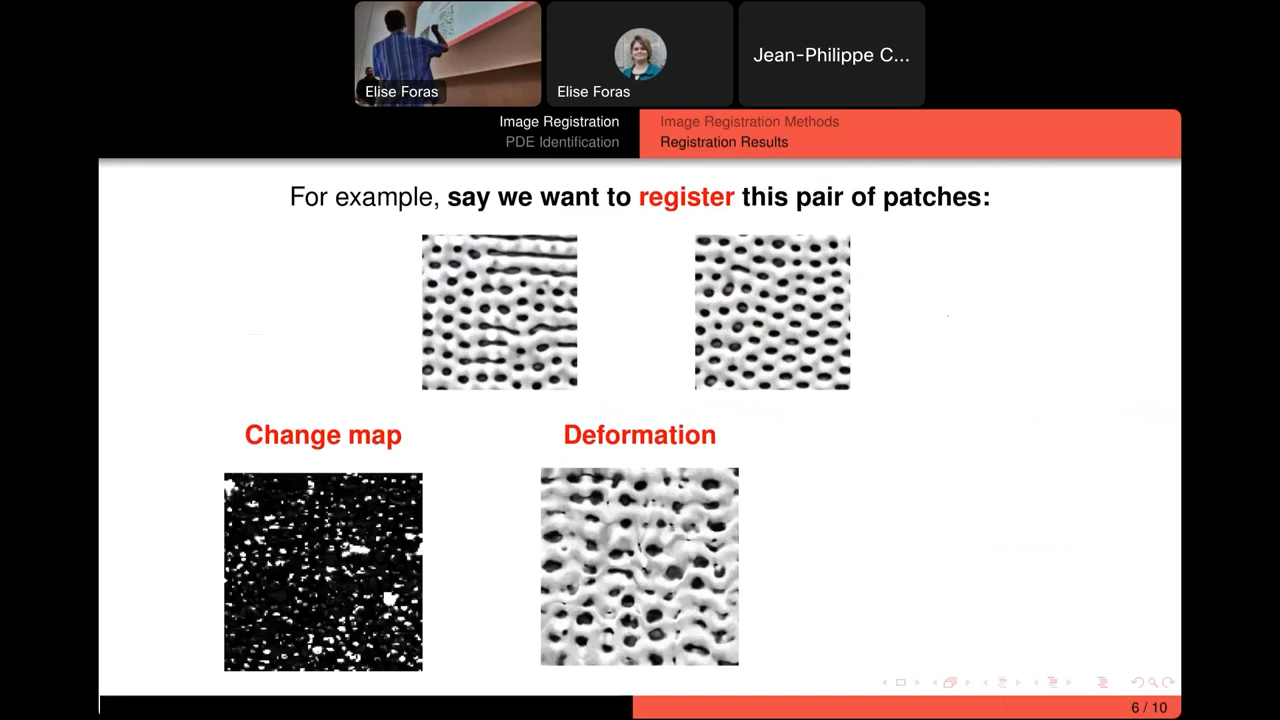 Elise Foras
Elise Foras
Jean-Philippe C...
Image Registration
PDE Identification
Image Registration Methods
Registration Results
For example, say we want to register this pair of patches:
Change map
Deformation
6 / 10